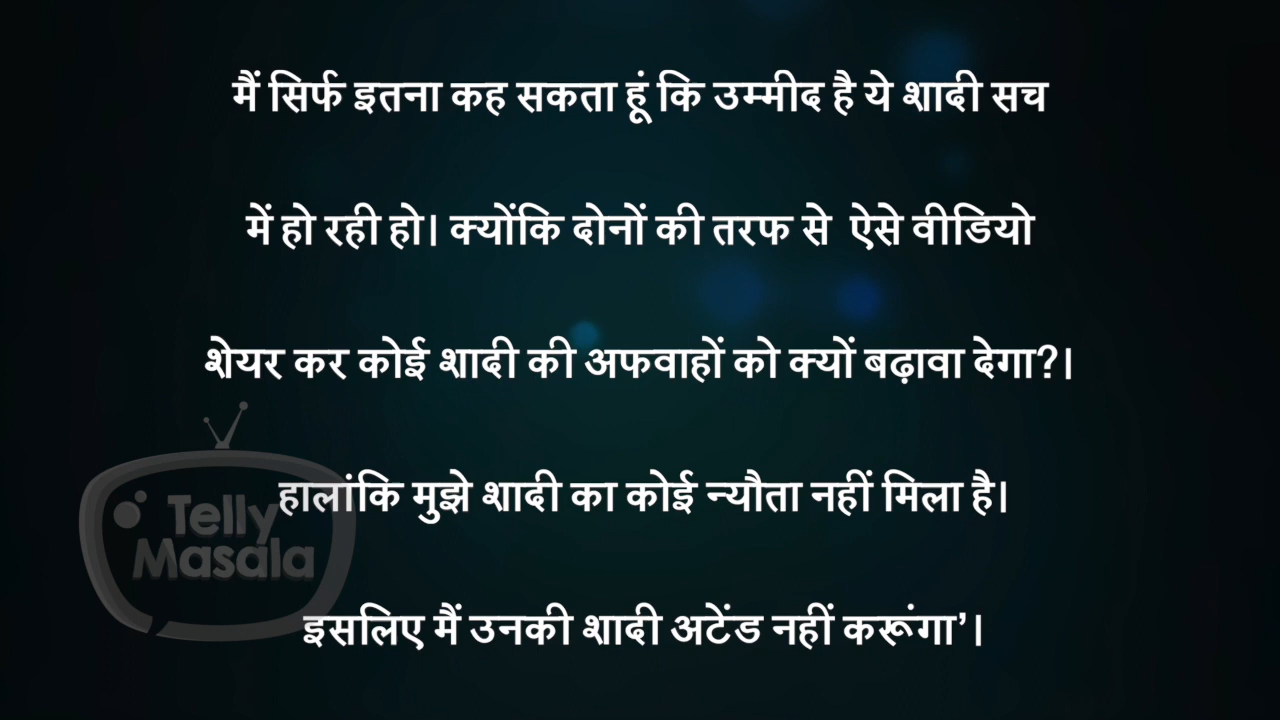 मैं सिर्फ इतना कह सकता हूं कि उम्मीद है ये शादी सच
में हो रही हो। क्योंकि दोनों की तरफ से ऐसे वीडियो
शेयर कर कोई शादी की अफवाहों को क्यों बढ़ावा देगा?।
हालांकि मुझे शादी का कोई न्यौता नहीं मिला है।
Telly
Masala
इसलिए मैं उनकी शादी अटेंड नहीं करूंगा’।